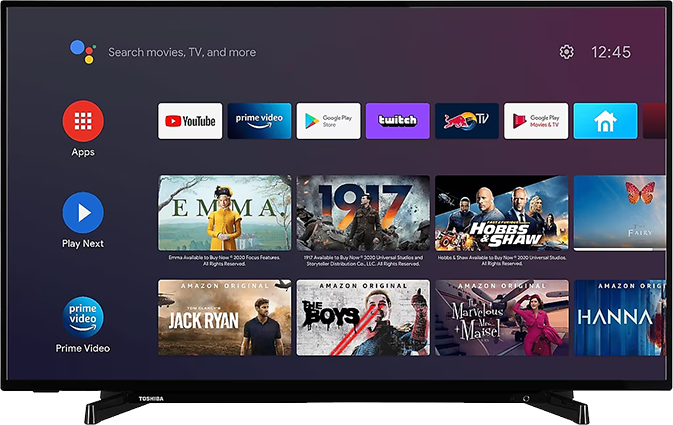 Search movies, TV, and more
12:45
Apps
YouTube
prime video
Google Play
Store
twitch
TV
Google Play
Movies & TV
Play Next
EMMA.
Emma Available to Buy Now © 2020 Focus Features.
All Rights Reserved.
1917
1917 Available to Buy Now © 2020 Universal Studios and
Storyteller Distribution Co., LLC. All Rights Reserved.
FAST & FURIOUS
HOBBS
& SHAW
Hobbs & Shaw Available to Buy Now © 2020 Universal Studios.
All Rights Reserved.
FAIRY
prime
video
Prime Video
AMAZON ORIGINAL
TOM CLANCY'S
JACK RYAN
THE
BOYS
AMAZON ORIGINAL
The
Marvelous
Mrs.
Maisel
AMAZON ORIG
HANNA
TOSHIBA